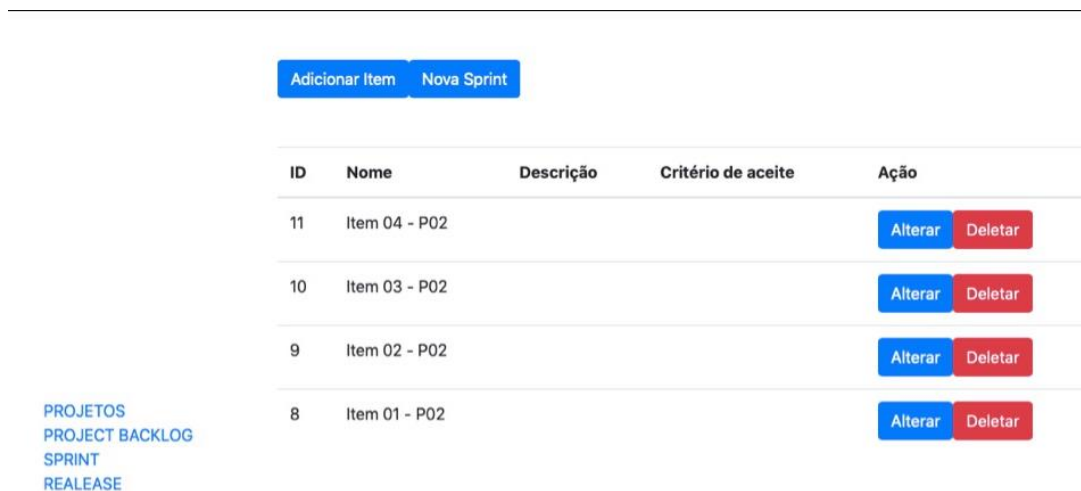 Adicionar Item Nova Sprint
ID Nome Descrição Critério de aceite Ação
11 Item 04 - P02 Alterar Deletar
10 Item 03 - P02 Alterar Deletar
9 Item 02 - P02 Alterar Deletar
8 Item 01 - P02 Alterar Deletar
PROJETOS
PROJECT BACKLOG
SPRINT
REALEASE